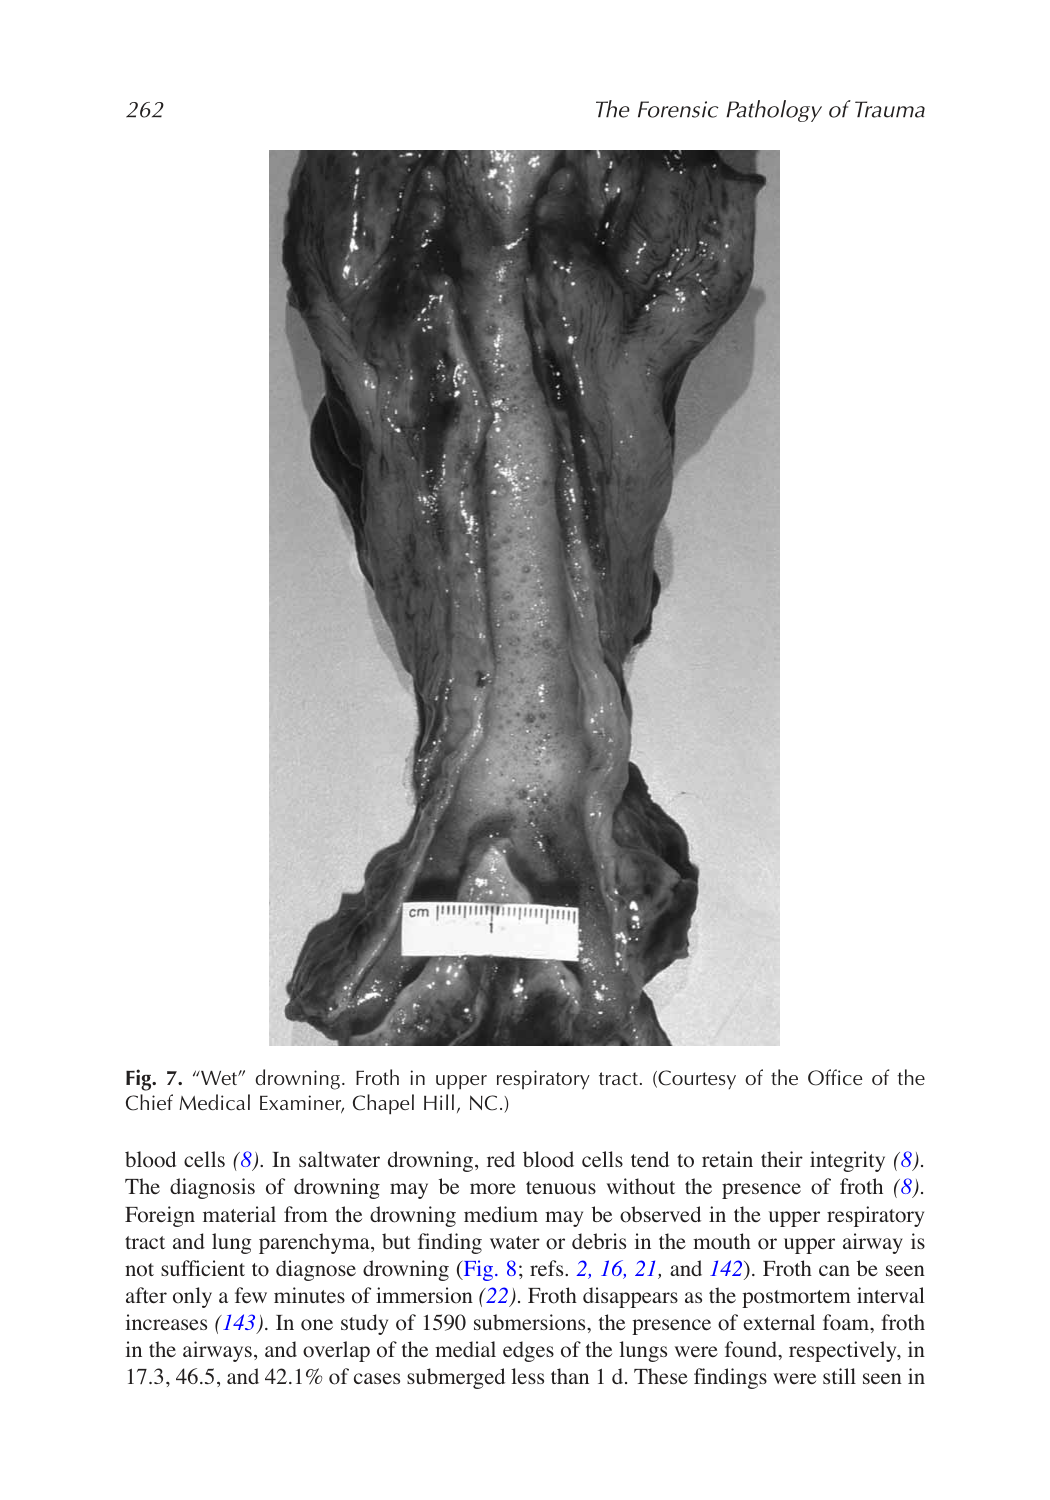 262
The Forensic Pathology of Trauma
cm
1
Fig. 7. “Wet” drowning. Froth in upper respiratory tract. (Courtesy of the Office of the
Chief Medical Examiner, Chapel Hill, NC.)
blood cells (8). In saltwater drowning, red blood cells tend to retain their integrity (8).
The diagnosis of drowning may be more tenuous without the presence of froth (8).
Foreign material from the drowning medium may be observed in the upper respiratory
tract and lung parenchyma, but finding water or debris in the mouth or upper airway is
not sufficient to diagnose drowning (Fig. 8; refs. 2, 16, 21, and 142). Froth can be seen
after only a few minutes of immersion (22). Froth disappears as the postmortem interval
increases (143). In one study of 1590 submersions, the presence of external foam, froth
in the airways, and overlap of the medial edges of the lungs were found, respectively, in
17.3, 46.5, and 42.1% of cases submerged less than 1 d. These findings were still seen in